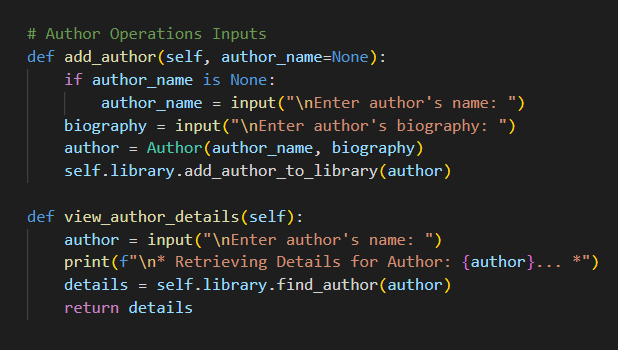 # Author Operations Inputs
def add_author(self, author_name=None):
    if author_name is None:
        author_name = input("\nEnter author's name: ")
    biography = input("\nEnter author's biography: ")
    author = Author(author_name, biography)
    self.library.add_author_to_library(author)

def view_author_details(self):
    author = input("\nEnter author's name: ")
    print(f"\n* Retrieving Details for Author: {author}... *")
    details = self.library.find_author(author)
    return details